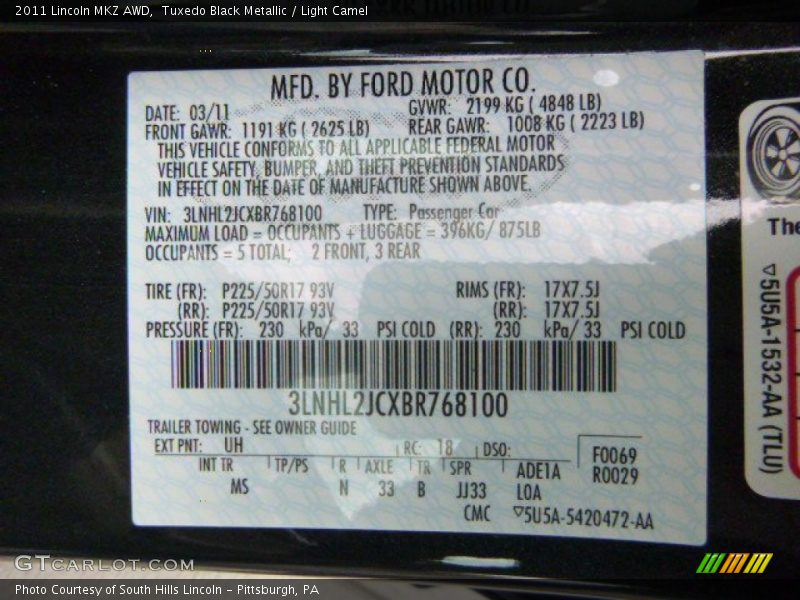 2011 Lincoln MKZ AWD,  Tuxedo Black Metallic / Light Camel
MFD. BY FORD MOTOR CO.
DATE: 03/11 GVWR: 2199 KG ( 4848 LB)
FRONT GAWR: 1191 KG ( 2625 LB) REAR GAWR: 1008 KG ( 2223 LB)
THIS VEHICLE CONFORMS TO ALL APPLICABLE FEDERAL MOTOR
VEHICLE SAFETY, BUMPER, AND THEFT PREVENTION STANDARDS
IN EFFECT ON THE DATE OF MANUFACTURE SHOWN ABOVE.
VIN: 3LNHL2JCXBR768100 TYPE: Passenger Car
MAXIMUM LOAD = OCCUPANTS + LUGGAGE = 396KG/ 875LB
OCCUPANTS = 5 TOTAL; 2 FRONT, 3 REAR
TIRE (FR): P225/50R17 93V RIMS (FR): 17X7.5J
(RR): P225/50R17 93V (RR): 17X7.5J
PRESSURE (FR): 230 kPa/ 33 PSI COLD (RR): 230 kPa/ 33 PSI COLD
3LNHL2JCXBR768100
TRAILER TOWING - SEE OWNER GUIDE
EXT PNT: UH RC: 18 DSO: F0069
INT TR TP/PS R AXLE TR SPR ADE1A R0029
MS N 33 B JJ33 LOA
CMC ▽5U5A-5420472-AA
The
▽5U5A-1532-AA (TLU)
GTCARLOT.COM
Photo Courtesy of South Hills Lincoln - Pittsburgh, PA